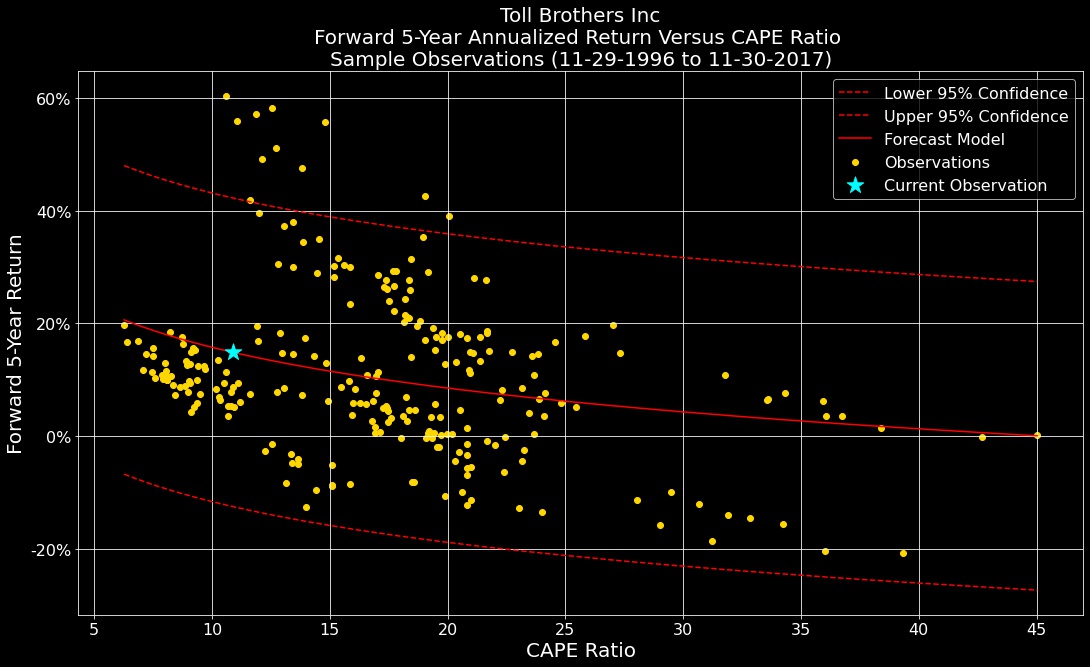 Toll Brothers Inc
Forward 5-Year Annualized Return Versus CAPE Ratio
Sample Observations (11-29-1996 to 11-30-2017)
Lower 95% Confidence
Upper 95% Confidence
Forecast Model
Observations
Current Observation
Forward 5-Year Return
60%
40%
20%
0%
-20%
5 10 15 20 25 30 35 40 45
CAPE Ratio